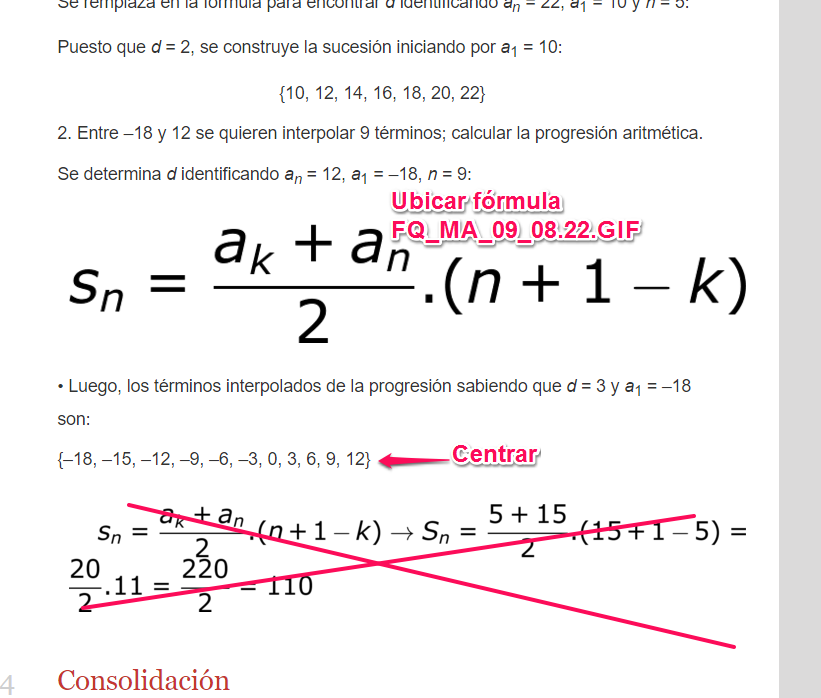 Se remplaza en la fórmula para encontrar d identificando aₙ = 22, a₁ = 10 y n = 5:
Puesto que d = 2, se construye la sucesión iniciando por a₁ = 10:
{10, 12, 14, 16, 18, 20, 22}
2. Entre –18 y 12 se quieren interpolar 9 términos; calcular la progresión aritmética.
Se determina d identificando aₙ = 12, a₁ = –18, n = 9:
Ubicar fórmula
FQ_MA_09_08.22.GIF
sₙ = (aₖ + aₙ)/2 .(n + 1 – k)
• Luego, los términos interpolados de la progresión sabiendo que d = 3 y a₁ = –18
son:
{–18, –15, –12, –9, –6, –3, 0, 3, 6, 9, 12} Centrar
sₙ = (aₖ + aₙ)/2 .(n + 1 – k) → Sₙ = (5 + 15)/2 .(15 + 1 – 5) =
20/2 .11 = 220/2 = 110
4 Consolidación